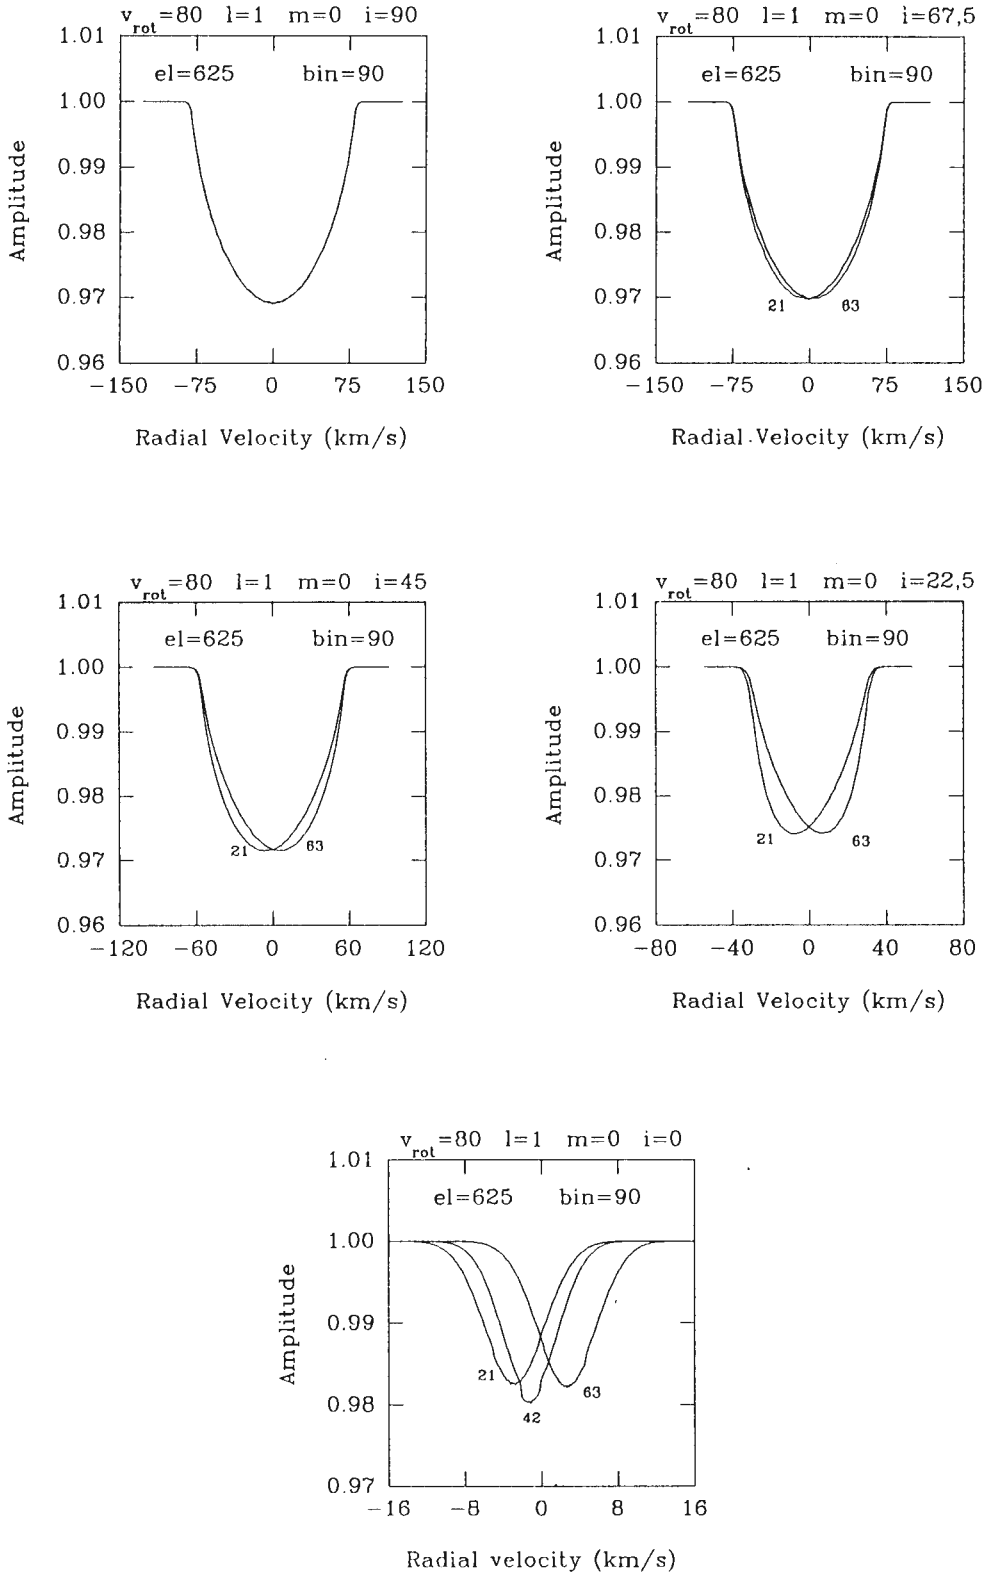 v_rot=80 l=1 m=0 i=90
1.01
el=625 bin=90
1.00
0.99
0.98
0.97
0.96
Amplitude
−150 −75 0 75 150
Radial Velocity (km/s)
v_rot=80 l=1 m=0 i=67,5
1.01
el=625 bin=90
1.00
0.99
0.98
0.97
21 63
0.96
Amplitude
−150 −75 0 75 150
Radial Velocity (km/s)
v_rot=80 l=1 m=0 i=45
1.01
el=625 bin=90
1.00
0.99
0.98
0.97
21 63
0.96
Amplitude
−120 −60 0 60 120
Radial Velocity (km/s)
v_rot=80 l=1 m=0 i=22,5
1.01
el=625 bin=90
1.00
0.99
0.98
0.97
21 63
0.96
Amplitude
−80 −40 0 40 80
Radial Velocity (km/s)
v_rot=80 l=1 m=0 i=0
1.01
el=625 bin=90
1.00
0.99
21 63
0.98
42
0.97
Amplitude
−16 −8 0 8 16
Radial velocity (km/s)